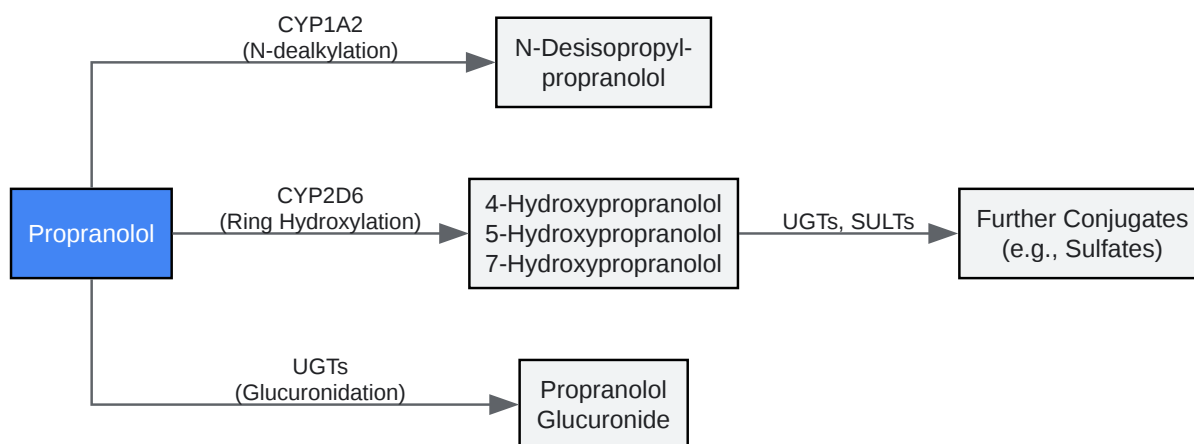 CYP1A2
(N-dealkylation)
N-Desisopropyl-
propranolol
Propranolol
CYP2D6
(Ring Hydroxylation)
4-Hydroxypropranolol
5-Hydroxypropranolol
7-Hydroxypropranolol
UGTs, SULTs
Further Conjugates
(e.g., Sulfates)
UGTs
(Glucuronidation)
Propranolol
Glucuronide